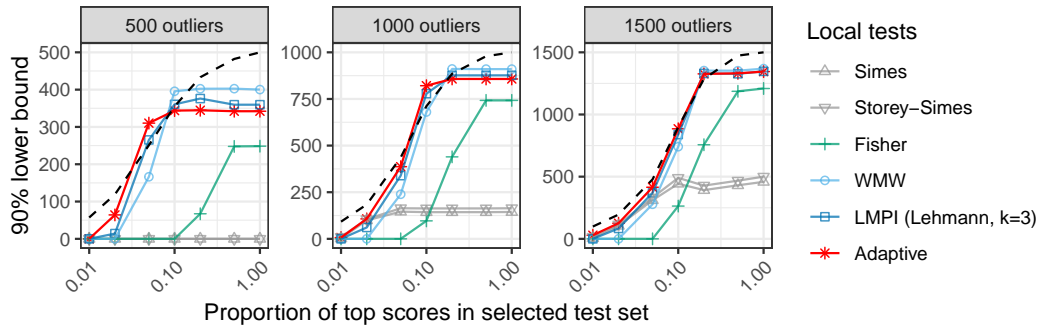 500 outliers
1000 outliers
1500 outliers
90% lower bound
500
400
300
200
100
0
1000
750
500
250
0
1500
1000
500
0
0.01
0.10
1.00
0.01
0.10
1.00
0.01
0.10
1.00
Proportion of top scores in selected test set
Local tests
Simes
Storey-Simes
Fisher
WMW
LMPI (Lehmann, k=3)
Adaptive